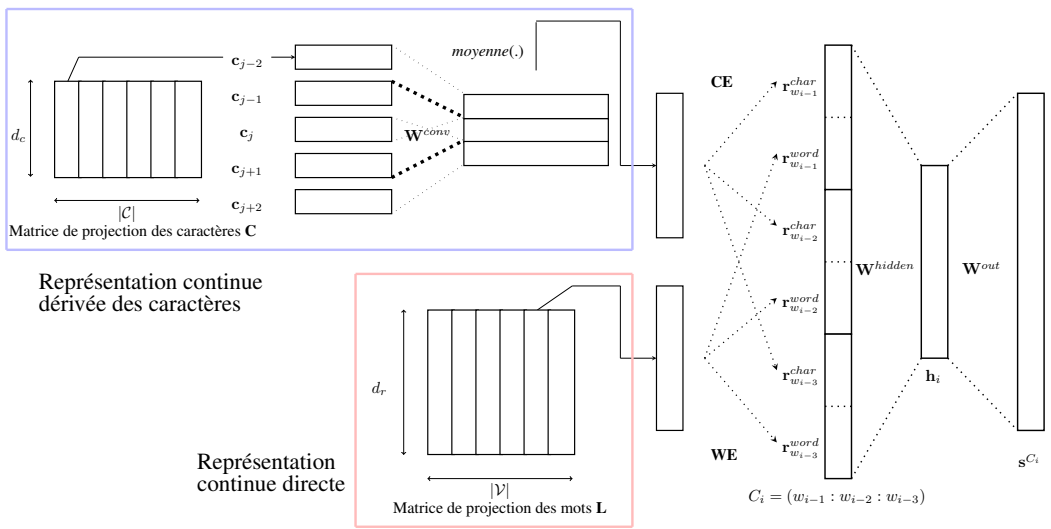 moyenne(.)
c_{j-2}
c_{j-1}
c_j
c_{j+1}
c_{j+2}
W^{conv}
d_c
|C|
Matrice de projection des caractères C
CE
r^{char}_{w_{i-1}}
r^{word}_{w_{i-1}}
r^{char}_{w_{i-2}}
r^{word}_{w_{i-2}}
r^{char}_{w_{i-3}}
r^{word}_{w_{i-3}}
W^{hidden}
W^{out}
h_i
s^{C_i}
Représentation continue
dérivée des caractères
d_r
|V|
Matrice de projection des mots L
Représentation
continue directe
WE
C_i = (w_{i-1} : w_{i-2} : w_{i-3})